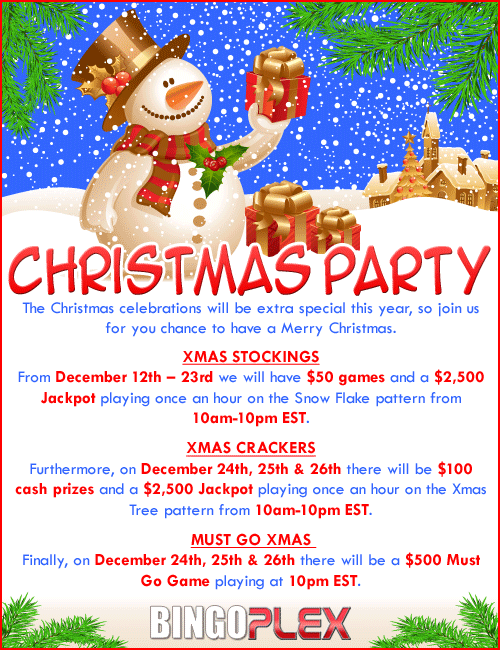 CHRISTMAS PARTY
The Christmas celebrations will be extra special this year, so join us
for you chance to have a Merry Christmas.
XMAS STOCKINGS
From December 12th – 23rd we will have $50 games and a $2,500
Jackpot playing once an hour on the Snow Flake pattern from
10am-10pm EST.
XMAS CRACKERS
Furthermore, on December 24th, 25th & 26th there will be $100
cash prizes and a $2,500 Jackpot playing once an hour on the Xmas
Tree pattern from 10am-10pm EST.
MUST GO XMAS
Finally, on December 24th, 25th & 26th there will be a $500 Must
Go Game playing at 10pm EST.
BINGOPLEX